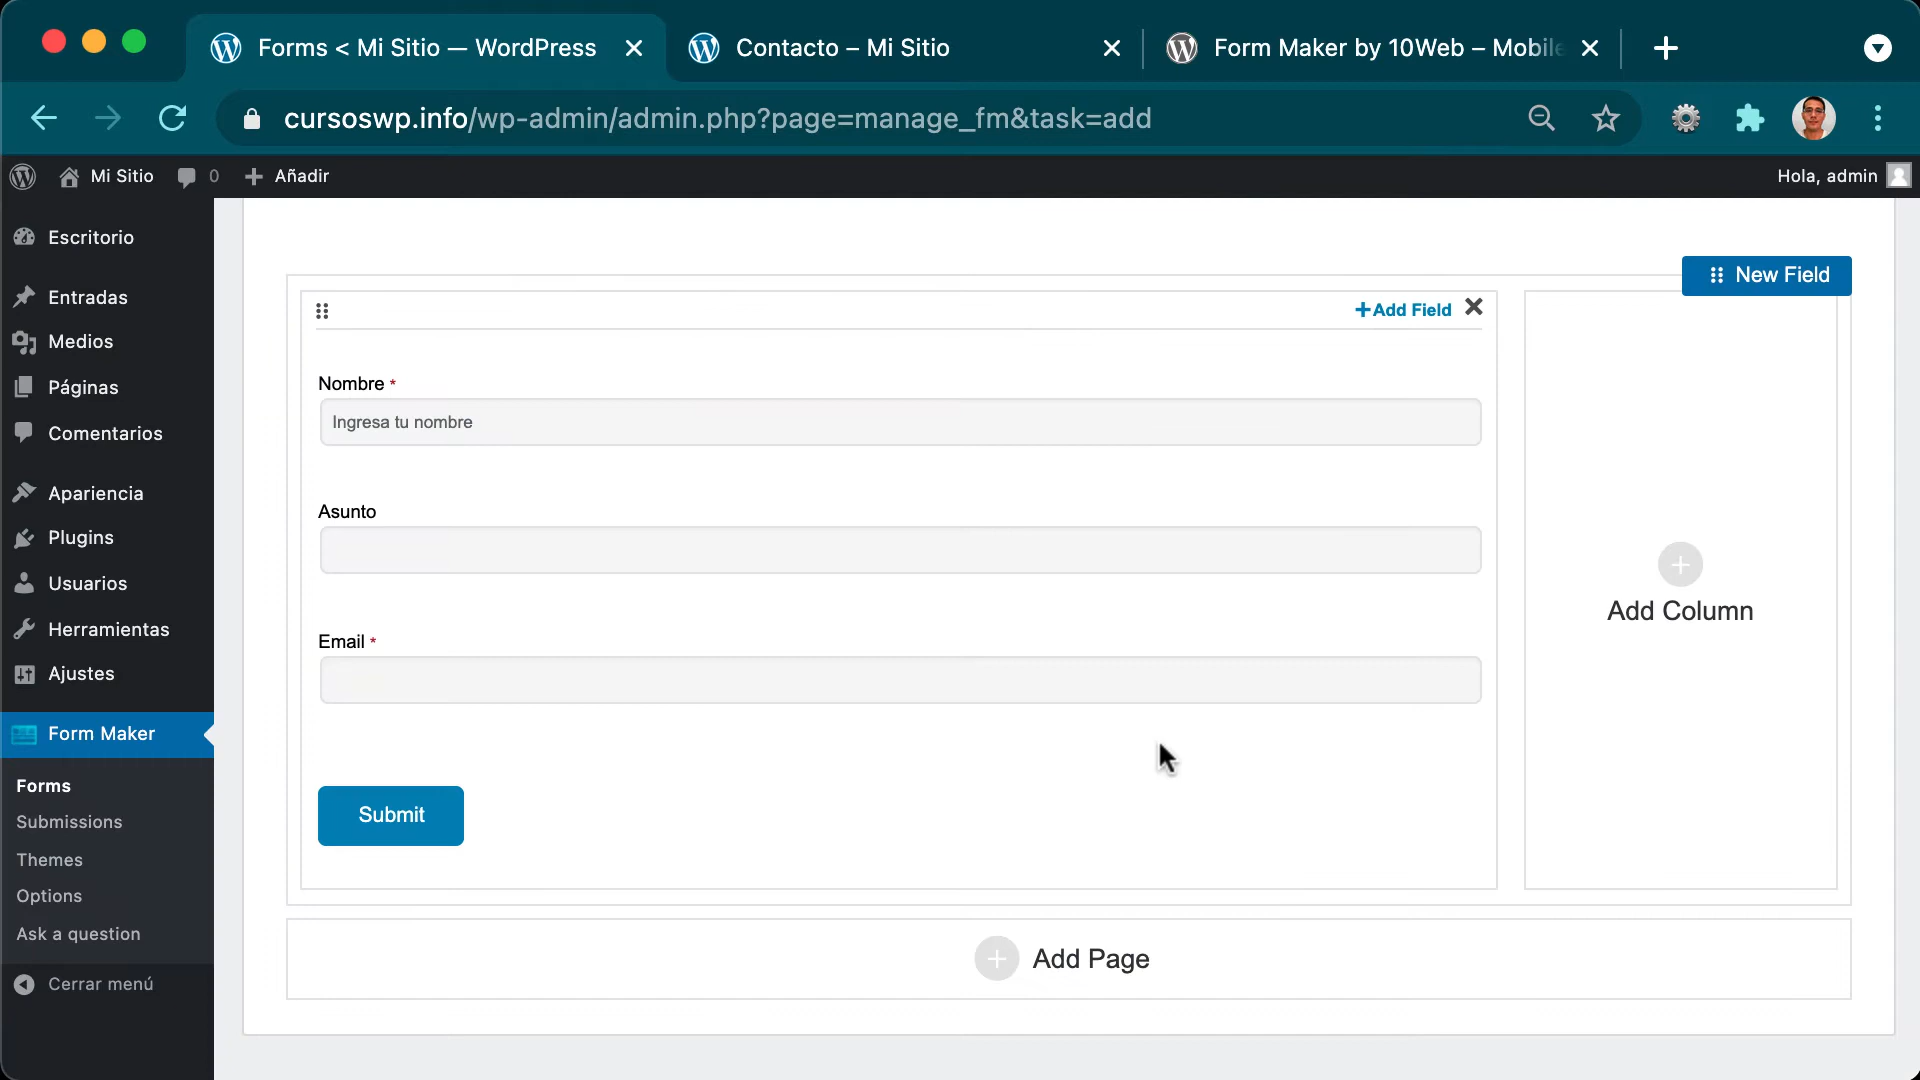 Forms < Mi Sitio — WordPress
Contacto – Mi Sitio
Form Maker by 10Web – Mobile
cursoswp.info/wp-admin/admin.php?page=manage_fm&task=add
Mi Sitio
0
Añadir
Hola, admin
Escritorio
Entradas
Medios
Páginas
Comentarios
Apariencia
Plugins
Usuarios
Herramientas
Ajustes
Form Maker
Forms
Submissions
Themes
Options
Ask a question
Cerrar menú
New Field
+Add Field
Nombre *
Ingresa tu nombre
Asunto
Email *
Submit
Add Column
Add Page